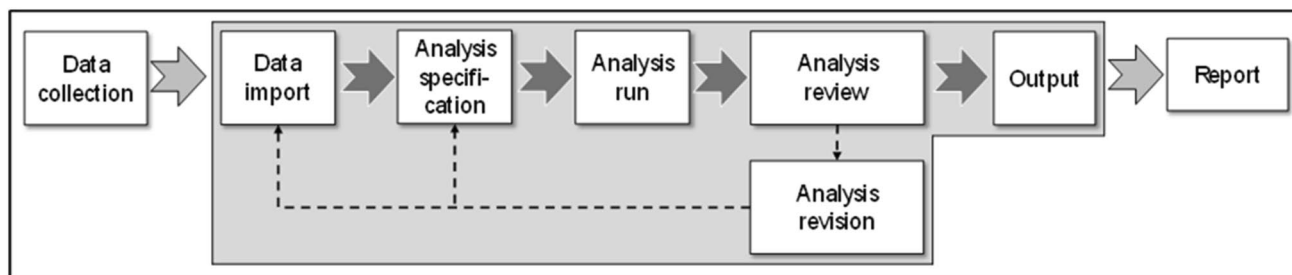 Data
collection
Data
import
Analysis
specifi-
cation
Analysis
run
Analysis
review
Output
Report
Analysis
revision